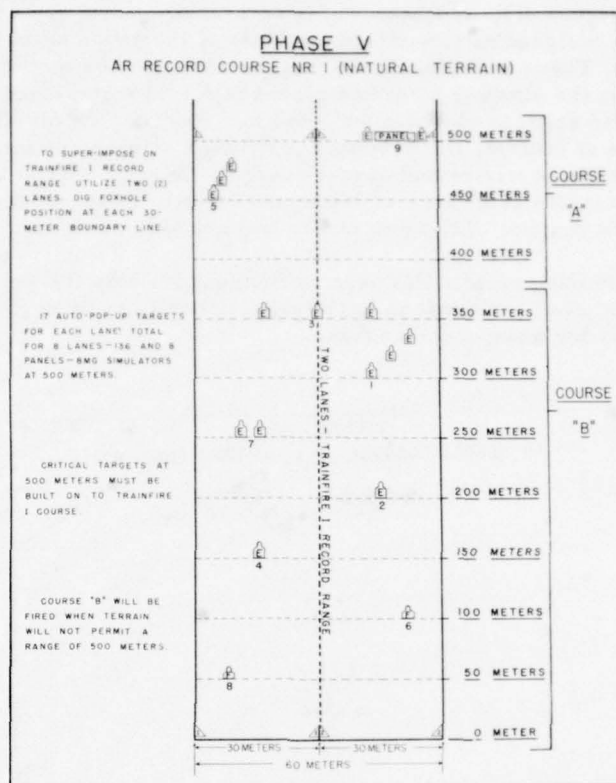 PHASE V
AR RECORD COURSE NR I (NATURAL TERRAIN)
TO SUPER-IMPOSE ON
TRAINFIRE I RECORD
RANGE. UTILIZE TWO (2)
LANES. DIG FOXHOLE
POSITION AT EACH 30-
METER BOUNDARY LINE.
17 AUTO-POP-UP TARGETS
FOR EACH LANE TOTAL
FOR 8 LANES-136 AND 8
PANELS-8MG SIMULATORS
AT 500 METERS.
CRITICAL TARGETS AT
500 METERS MUST BE
BUILT ON TO TRAINFIRE
I COURSE.
COURSE "B" WILL BE
FIRED WHEN TERRAIN
WILL NOT PERMIT A
RANGE OF 500 METERS.
E PANEL E
9
E
E
E
5
E E E
3
E
E
E
1
E E
E
2
E
4
F
6
F
8
TWO LANES - TRAINFIRE I RECORD RANGE
500 METERS
450 METERS
400 METERS
350 METERS
300 METERS
250 METERS
200 METERS
150 METERS
100 METERS
50 METERS
0 METER
COURSE
"A"
COURSE
"B"
30 METERS 30 METERS
60 METERS